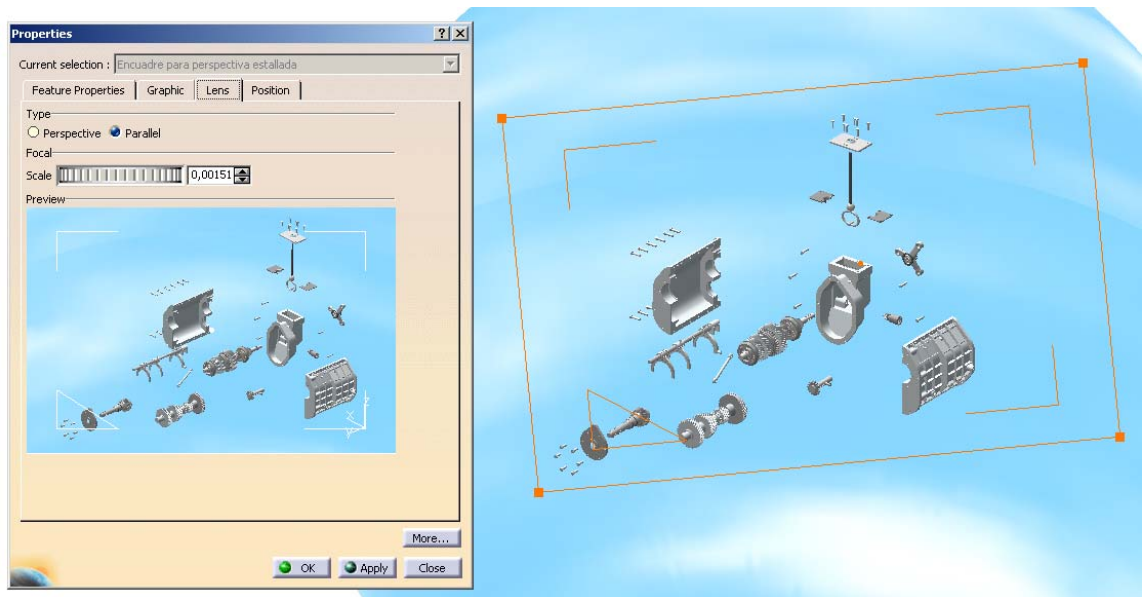 Properties
Current selection : Encuadre para perspectiva estallada
Feature Properties Graphic Lens Position
Type
Perspective Parallel
Focal
Scale 0,00151
Preview
Z
X
Y
More...
OK Apply Close